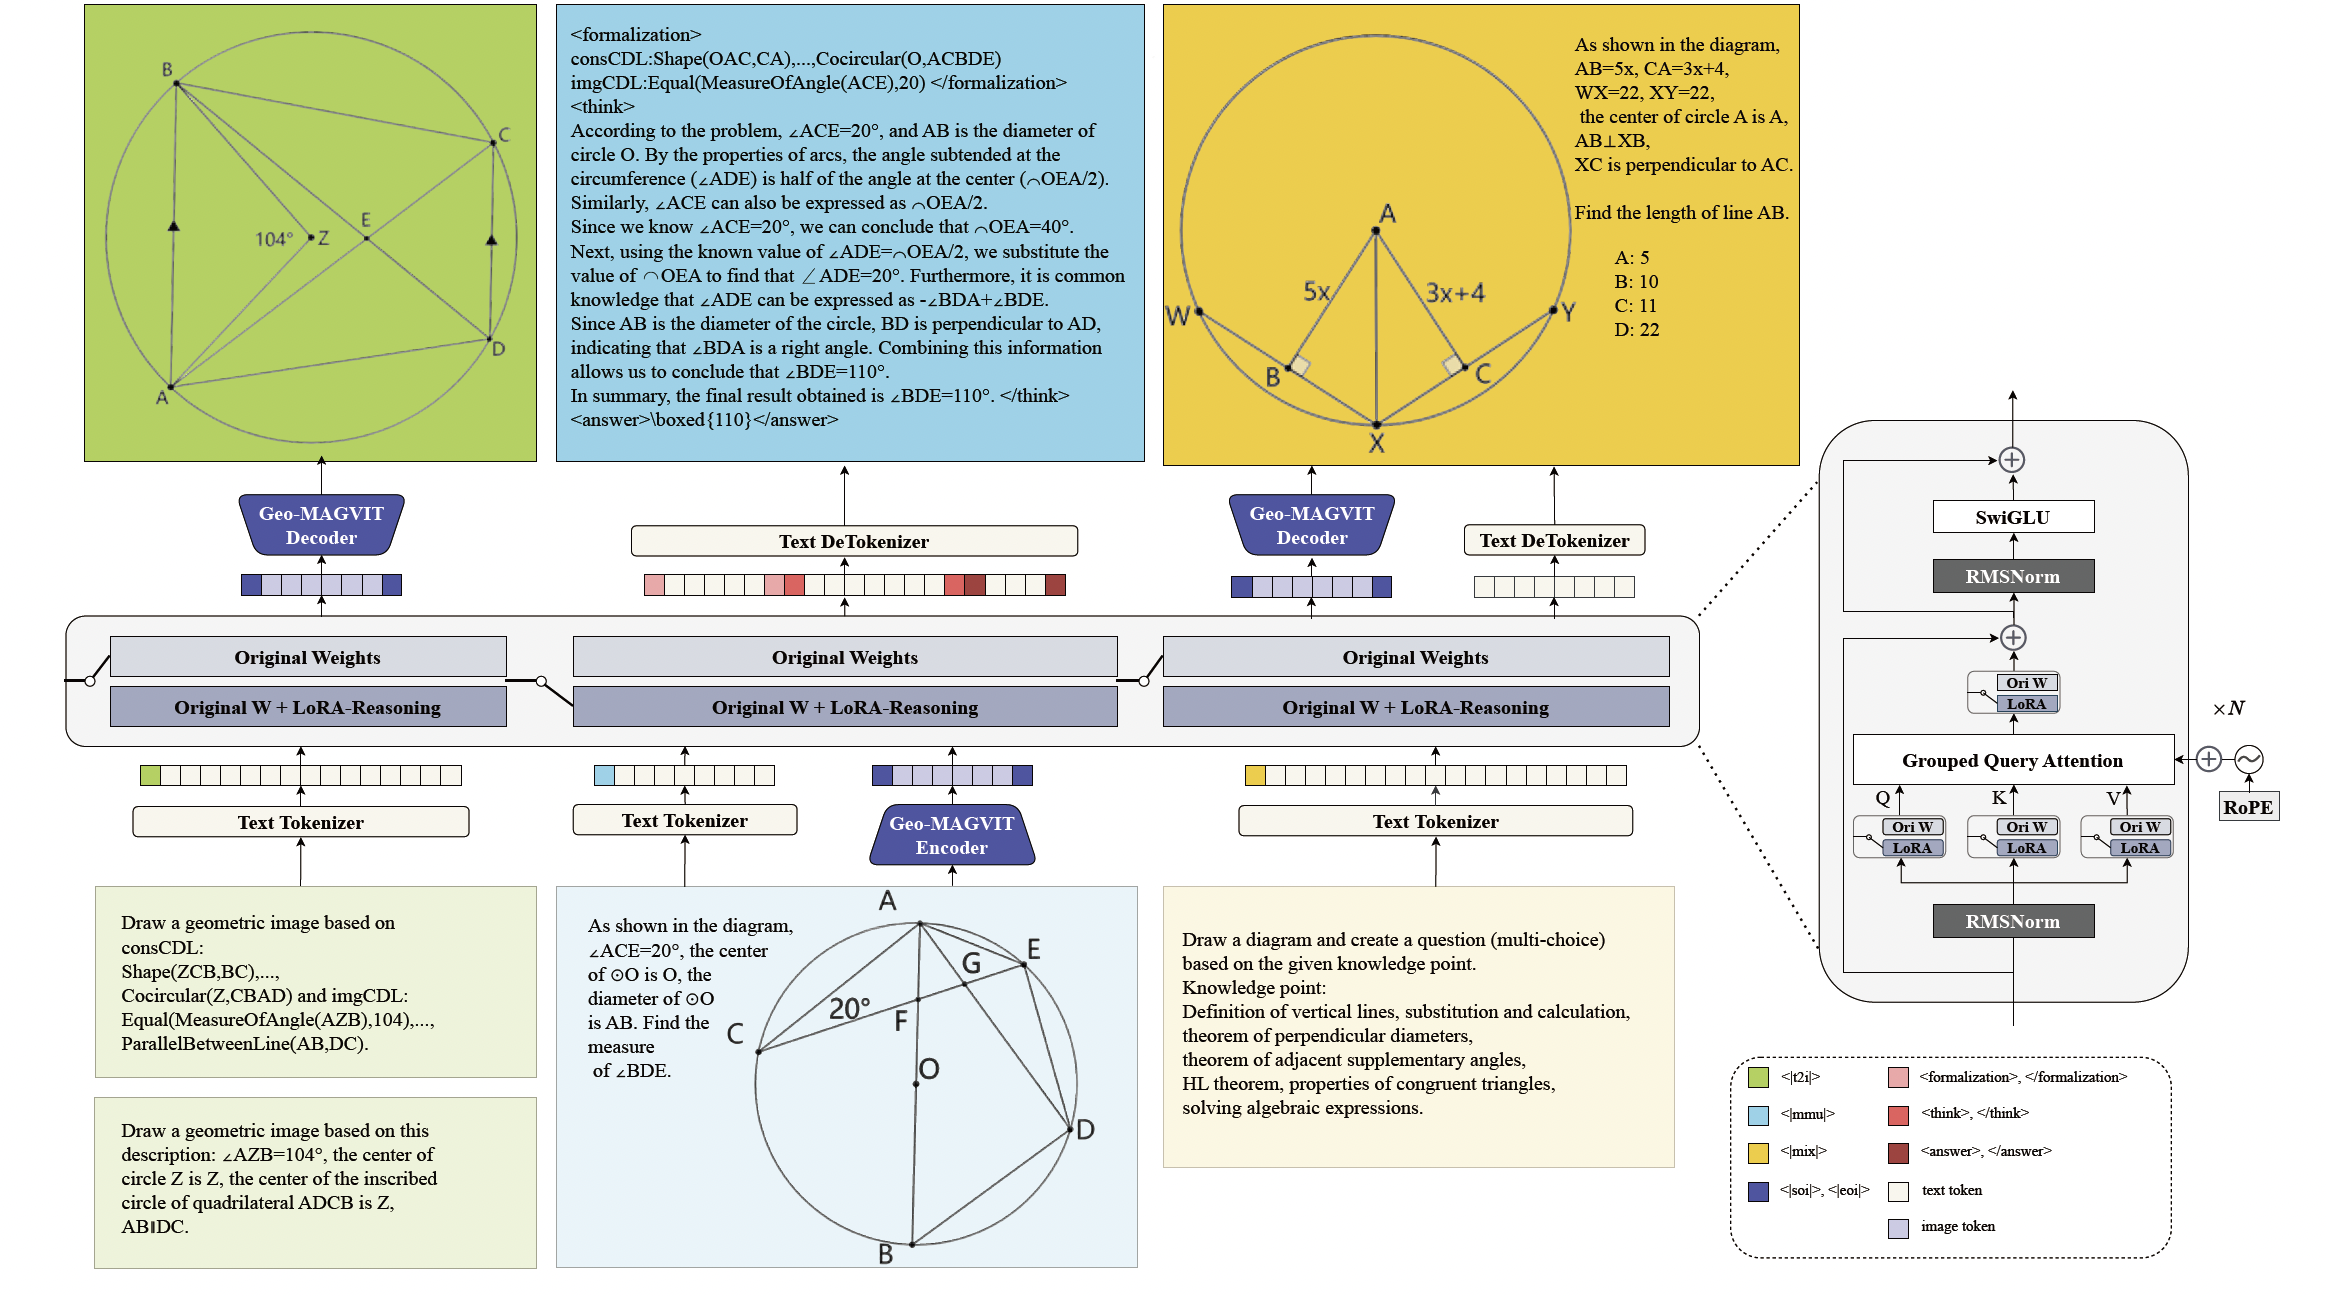 B
C
104°
Z
E
A
D
<formalization>
consCDL:Shape(OAC,CA),...,Cocircular(O,ACBDE)
imgCDL:Equal(MeasureOfAngle(ACE),20) </formalization>
<think>
According to the problem, ∠ACE=20°, and AB is the diameter of
circle O. By the properties of arcs, the angle subtended at the
circumference (∠ADE) is half of the angle at the center (⌒OEA/2).
Similarly, ∠ACE can also be expressed as ⌒OEA/2.
Since we know ∠ACE=20°, we can conclude that ⌒OEA=40°.
Next, using the known value of ∠ADE=⌒OEA/2, we substitute the
value of ⌒OEA to find that ∠ADE=20°. Furthermore, it is common
knowledge that ∠ADE can be expressed as -∠BDA+∠BDE.
Since AB is the diameter of the circle, BD is perpendicular to AD,
indicating that ∠BDA is a right angle. Combining this information
allows us to conclude that ∠BDE=110°.
In summary, the final result obtained is ∠BDE=110°. </think>
<answer>\boxed{110}</answer>
A
5x
3x+4
W
Y
B
C
X
As shown in the diagram,
AB=5x, CA=3x+4,
WX=22, XY=22,
the center of circle A is A,
AB⊥XB,
XC is perpendicular to AC.
Find the length of line AB.
A: 5
B: 10
C: 11
D: 22
Geo-MAGVIT
Decoder
Text DeTokenizer
Geo-MAGVIT
Decoder
Text DeTokenizer
Original Weights
Original W + LoRA-Reasoning
Original Weights
Original W + LoRA-Reasoning
Original Weights
Original W + LoRA-Reasoning
Text Tokenizer
Text Tokenizer
Geo-MAGVIT
Encoder
Text Tokenizer
Draw a geometric image based on
consCDL:
Shape(ZCB,BC),...,
Cocircular(Z,CBAD) and imgCDL:
Equal(MeasureOfAngle(AZB),104),...,
ParallelBetweenLine(AB,DC).
Draw a geometric image based on this
description: ∠AZB=104°, the center of
circle Z is Z, the center of the inscribed
circle of quadrilateral ADCB is Z,
AB∥DC.
As shown in the diagram,
∠ACE=20°, the center
of ⊙O is O, the
diameter of ⊙O
is AB. Find the
measure
of ∠BDE.
A
E
G
20°
F
C
O
D
B
Draw a diagram and create a question (multi-choice)
based on the given knowledge point.
Knowledge point:
Definition of vertical lines, substitution and calculation,
theorem of perpendicular diameters,
theorem of adjacent supplementary angles,
HL theorem, properties of congruent triangles,
solving algebraic expressions.
SwiGLU
RMSNorm
Ori W
LoRA
×N
Grouped Query Attention
Q
K
V
RoPE
Ori W
LoRA
Ori W
LoRA
Ori W
LoRA
RMSNorm
<|t2i|>
<formalization>, </formalization>
<|mmu|>
<think>, </think>
<|mix|>
<answer>, </answer>
<|soi|>, <|eoi|>
text token
image token